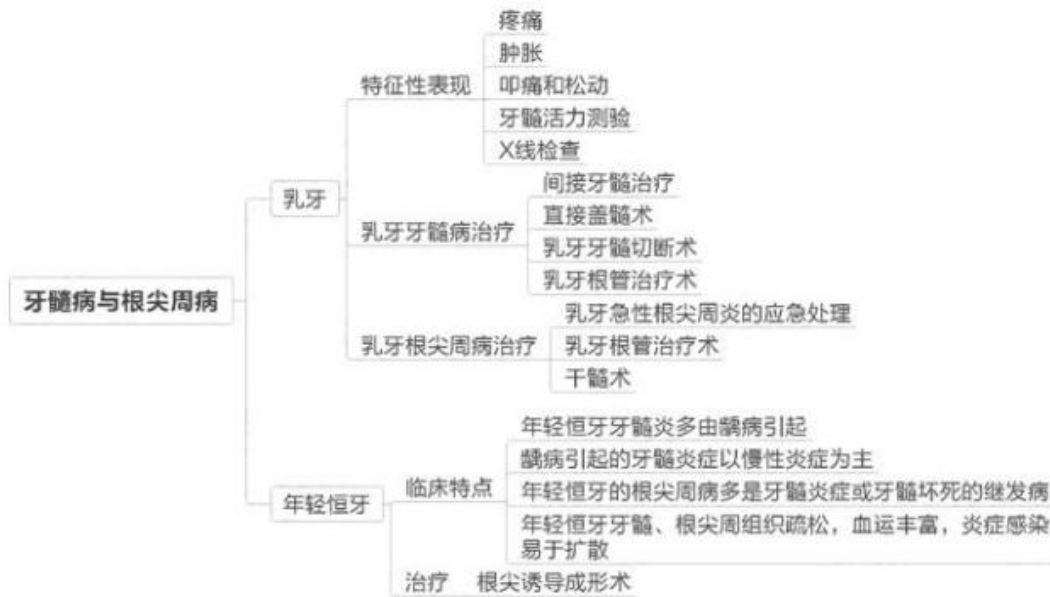 牙髓病与根尖周病
乳牙
特征性表现
疼痛
肿胀
叩痛和松动
牙髓活力测验
X线检查
乳牙牙髓病治疗
间接牙髓治疗
直接盖髓术
乳牙牙髓切断术
乳牙根管治疗术
乳牙根尖周病治疗
乳牙急性根尖周炎的应急处理
乳牙根管治疗术
干髓术
年轻恒牙
临床特点
年轻恒牙牙髓炎多由龋病引起
龋病引起的牙髓炎症以慢性炎症为主
年轻恒牙的根尖周病多是牙髓炎症或牙髓坏死的继发病
年轻恒牙牙髓、根尖周组织疏松，血运丰富，炎症感染
易于扩散
治疗
根尖诱导成形术